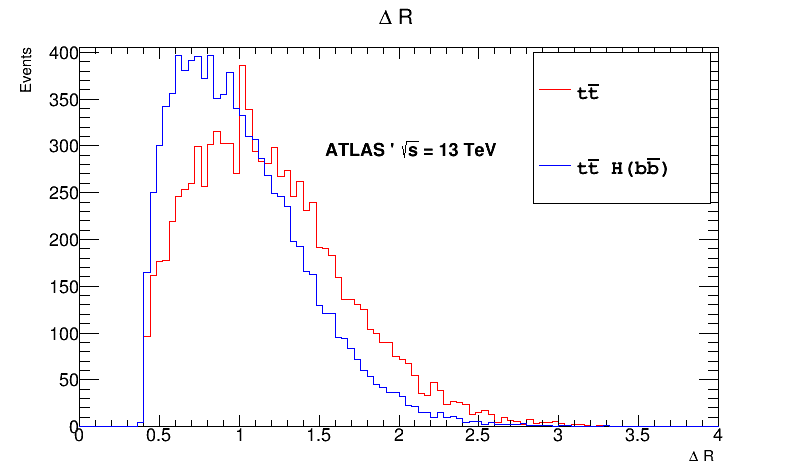 Δ R
Events
400
350
300
250
200
150
100
50
0
ATLAS ' √s = 13 TeV
tt̅
tt̅ H(bb̅)
0 0.5 1 1.5 2 2.5 3 3.5 4
Δ R